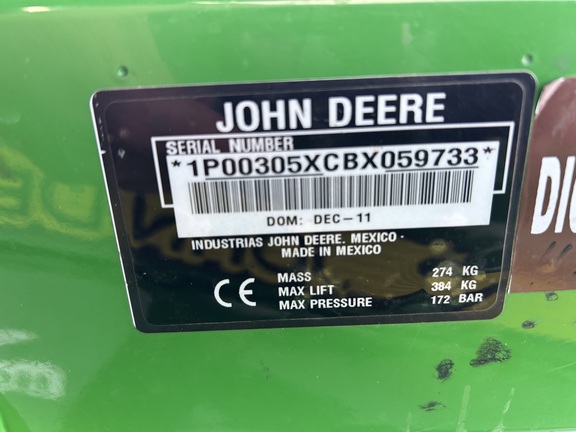 JOHN DEERE
SERIAL NUMBER
*1P00305XCBX059733*
DOM: DEC-11
INDUSTRIAS JOHN DEERE. MEXICO·
MADE IN MEXICO
CE
MASS 274 KG
MAX LIFT 384 KG
MAX PRESSURE 172 BAR